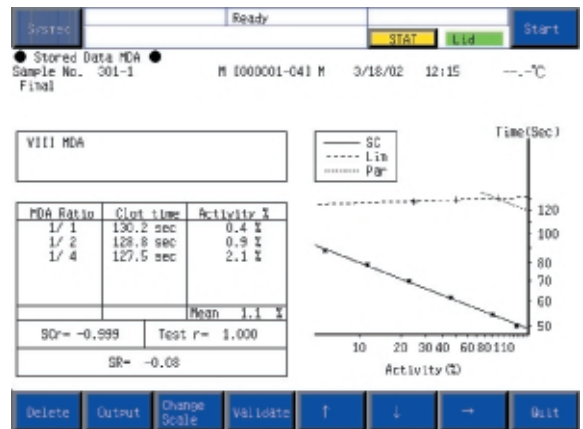 System
Ready
STAT Lid
Start
● Stored Data MDA ●
Sample No. 301-1 M [000001-04] M 3/18/02 12:15 --.-℃
Final
VIII MDA
SC
Lin
Par
Time(Sec)
MDA Ratio Clot time Activity %
1/ 1 130.2 sec 0.4 %
1/ 2 128.8 sec 0.9 %
1/ 4 127.5 sec 2.1 %
Mean 1.1 %
SCr= -0.999 Test r= 1.000
SR= -0.08
120
100
80
70
60
50
10 20 30 40 60 80 110
Activity(%)
Delete Output Change Scale Validate ↑ ↓ → Quit